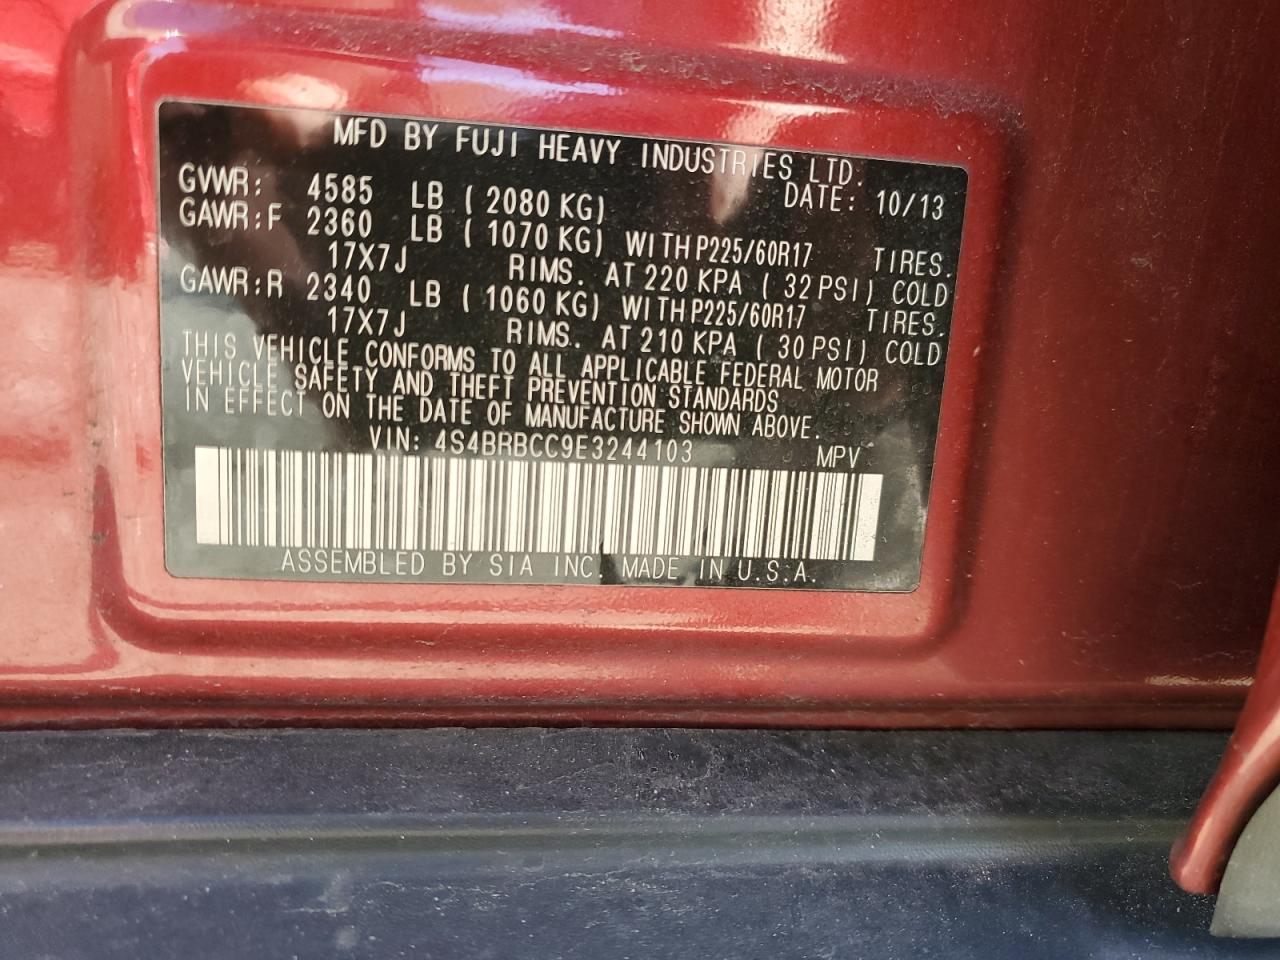 MFD BY FUJI HEAVY INDUSTRIES LTD.
DATE: 10/13
GVWR: 4585 LB ( 2080 KG)
GAWR:F 2360 LB ( 1070 KG) WITH P225/60R17 TIRES.
17X7J RIMS. AT 220 KPA ( 32 PSI) COLD
GAWR:R 2340 LB ( 1060 KG) WITH P225/60R17 TIRES.
17X7J RIMS. AT 210 KPA ( 30 PSI) COLD
THIS VEHICLE CONFORMS TO ALL APPLICABLE FEDERAL MOTOR
VEHICLE SAFETY AND THEFT PREVENTION STANDARDS
IN EFFECT ON THE DATE OF MANUFACTURE SHOWN ABOVE.
VIN: 4S4BRBCC9E3244103 MPV
ASSEMBLED BY SIA INC. MADE IN U.S.A.